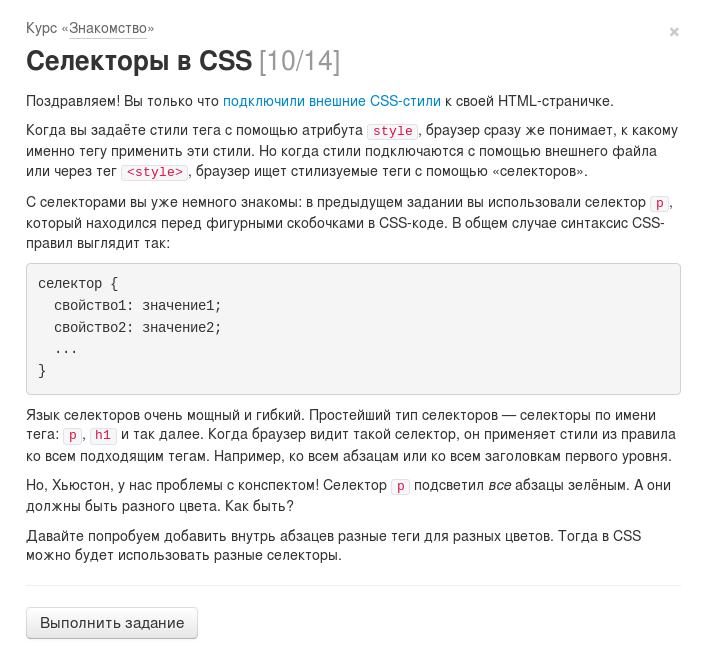 Курс «Знакомство»
×
Селекторы в CSS [10/14]
Поздравляем! Вы только что подключили внешние CSS-стили к своей HTML-страничке.
Когда вы задаёте стили тега с помощью атрибута style, браузер сразу же понимает, к какому
именно тегу применить эти стили. Но когда стили подключаются с помощью внешнего файла
или через тег <style>, браузер ищет стилизуемые теги с помощью «селекторов».
С селекторами вы уже немного знакомы: в предыдущем задании вы использовали селектор p,
который находился перед фигурными скобочками в CSS-коде. В общем случае синтаксис CSS-
правил выглядит так:
селектор {
  свойство1: значение1;
  свойство2: значение2;
  ...
}
Язык селекторов очень мощный и гибкий. Простейший тип селекторов — селекторы по имени
тега: p, h1 и так далее. Когда браузер видит такой селектор, он применяет стили из правила
ко всем подходящим тегам. Например, ко всем абзацам или ко всем заголовкам первого уровня.
Но, Хьюстон, у нас проблемы с конспектом! Селектор p подсветил все абзацы зелёным. А они
должны быть разного цвета. Как быть?
Давайте попробуем добавить внутрь абзацев разные теги для разных цветов. Тогда в CSS
можно будет использовать разные селекторы.
Выполнить задание